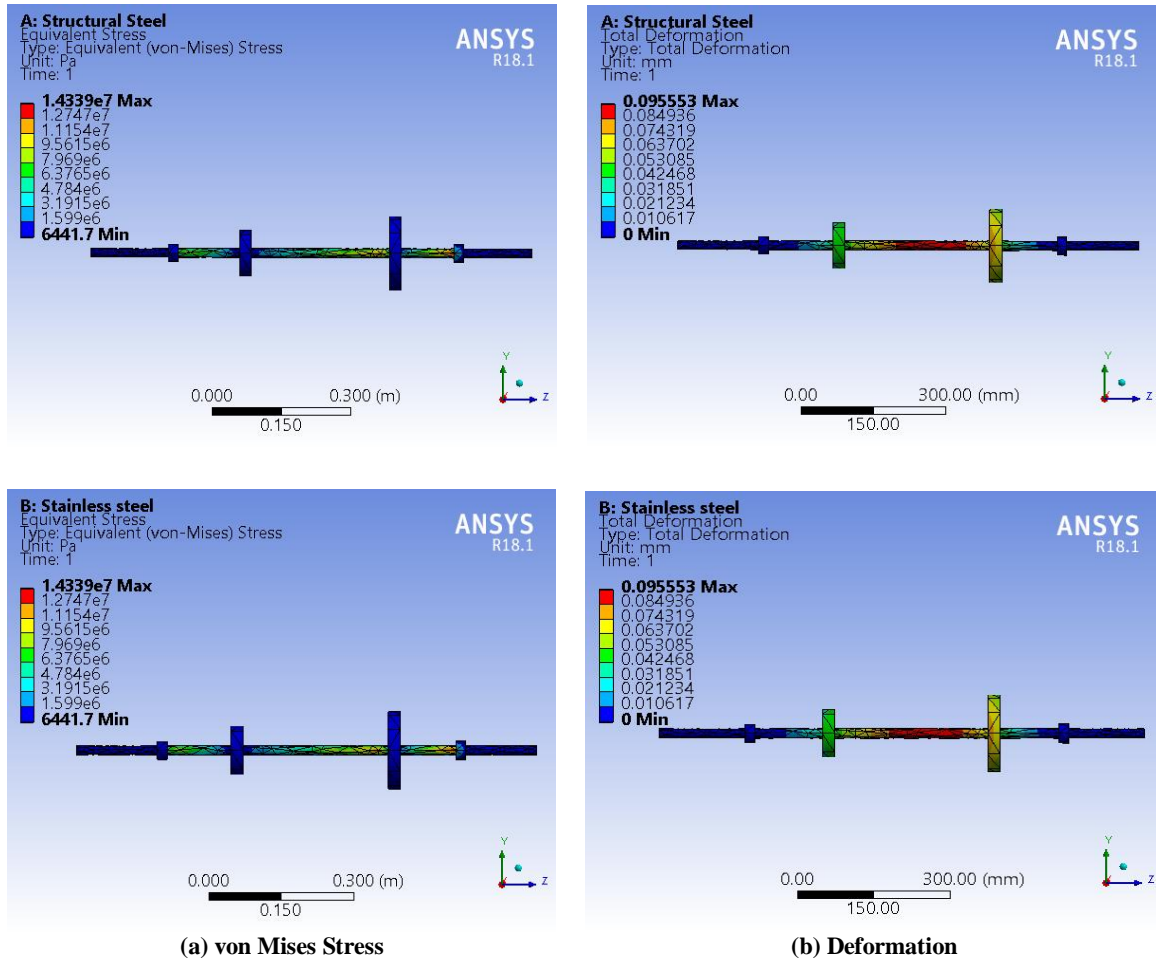 A: Structural Steel
Equivalent Stress
Type: Equivalent (von-Mises) Stress
Unit: Pa
Time: 1
ANSYS
R18.1
1.4339e7 Max
1.2747e7
1.1154e7
9.5615e6
7.969e6
6.3765e6
4.784e6
3.1915e6
1.599e6
6441.7 Min
0.000 0.300 (m)
0.150
Y
Z
A: Structural Steel
Total Deformation
Type: Total Deformation
Unit: mm
Time: 1
ANSYS
R18.1
0.095553 Max
0.084936
0.074319
0.063702
0.053085
0.042468
0.031851
0.021234
0.010617
0 Min
0.00 300.00 (mm)
150.00
Y
Z
B: Stainless steel
Equivalent Stress
Type: Equivalent (von-Mises) Stress
Unit: Pa
Time: 1
ANSYS
R18.1
1.4339e7 Max
1.2747e7
1.1154e7
9.5615e6
7.969e6
6.3765e6
4.784e6
3.1915e6
1.599e6
6441.7 Min
0.000 0.300 (m)
0.150
Y
Z
B: Stainless steel
Total Deformation
Type: Total Deformation
Unit: mm
Time: 1
ANSYS
R18.1
0.095553 Max
0.084936
0.074319
0.063702
0.053085
0.042468
0.031851
0.021234
0.010617
0 Min
0.00 300.00 (mm)
150.00
Y
Z
(a) von Mises Stress
(b) Deformation